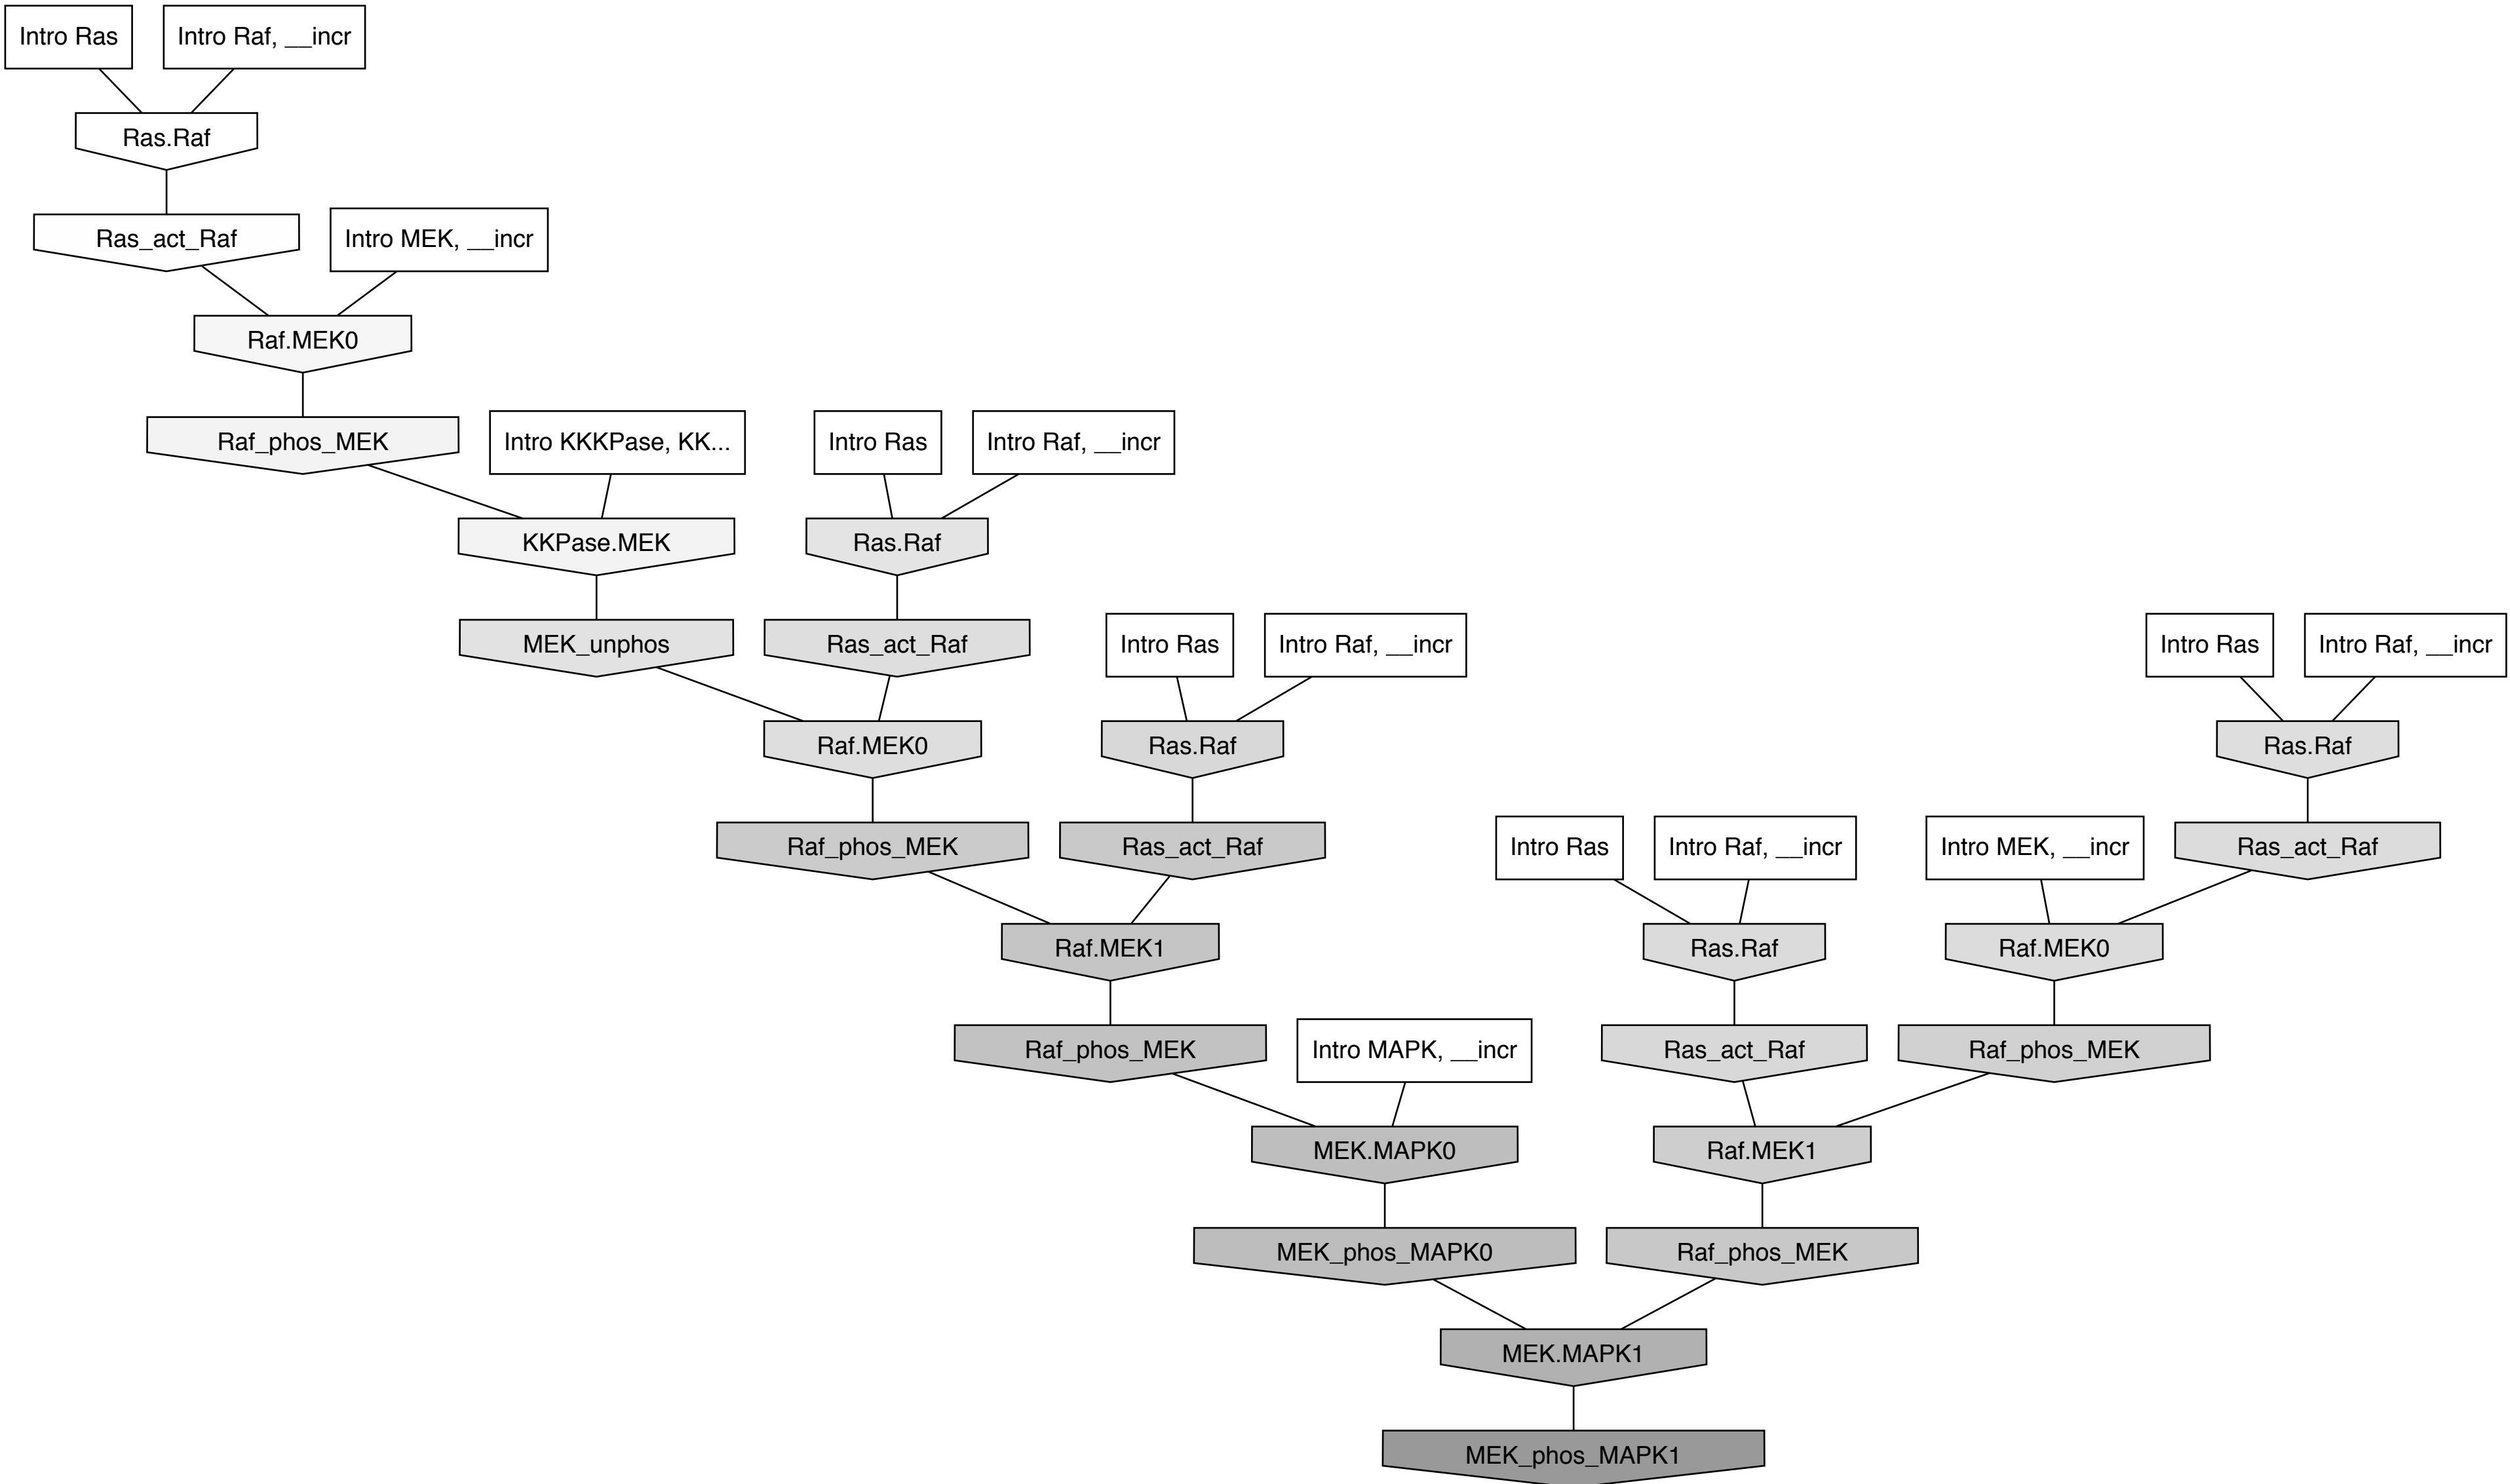 Intro Ras
Intro Raf, __incr
Ras.Raf
Ras_act_Raf
Intro MEK, __incr
Raf.MEK0
Raf_phos_MEK
Intro KKKPase, KK...
Intro Ras
Intro Raf, __incr
KKPase.MEK
Ras.Raf
MEK_unphos
Ras_act_Raf
Intro Ras
Intro Raf, __incr
Intro Ras
Intro Raf, __incr
Raf.MEK0
Ras.Raf
Ras.Raf
Raf_phos_MEK
Ras_act_Raf
Intro Ras
Intro Raf, __incr
Intro MEK, __incr
Ras_act_Raf
Raf.MEK1
Ras.Raf
Raf.MEK0
Raf_phos_MEK
Intro MAPK, __incr
Ras_act_Raf
Raf_phos_MEK
MEK.MAPK0
Raf.MEK1
MEK_phos_MAPK0
Raf_phos_MEK
MEK.MAPK1
MEK_phos_MAPK1